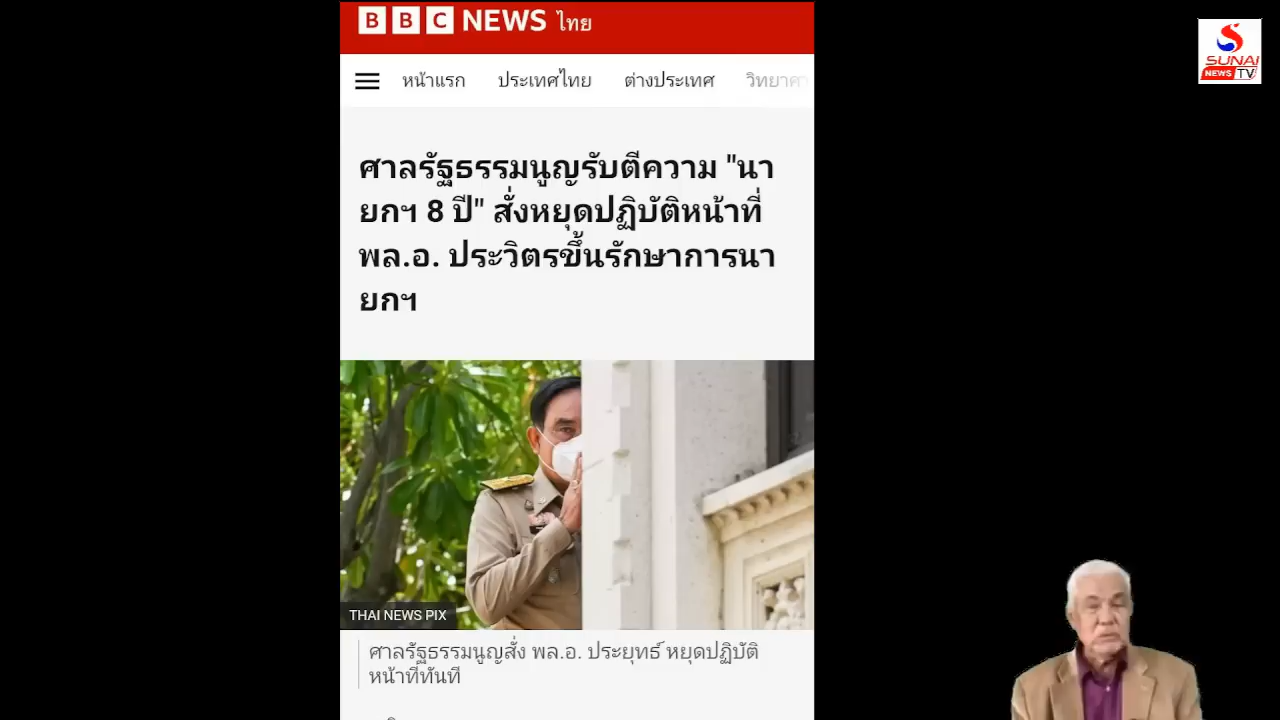 BBC NEWS ไทย
SUNAI
NEWS TV
หน้าแรก ประเทศไทย ต่างประเทศ วิทยาศา
ศาลรัฐธรรมนูญรับตีความ "นา
ยกฯ 8 ปี" สั่งหยุดปฏิบัติหน้าที่
พล.อ. ประวิตรขึ้นรักษาการนา
ยกฯ
THAI NEWS PIX
ศาลรัฐธรรมนูญสั่ง พล.อ. ประยุทธ์ หยุดปฏิบัติ
หน้าที่ทันที